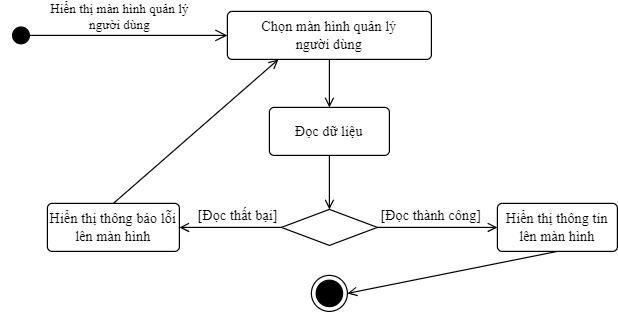 Hiển thị màn hình quản lý
người dùng
Chọn màn hình quản lý
người dùng
Đọc dữ liệu
[Đọc thất bại]
[Đọc thành công]
Hiển thị thông báo lỗi
lên màn hình
Hiển thị thông tin
lên màn hình